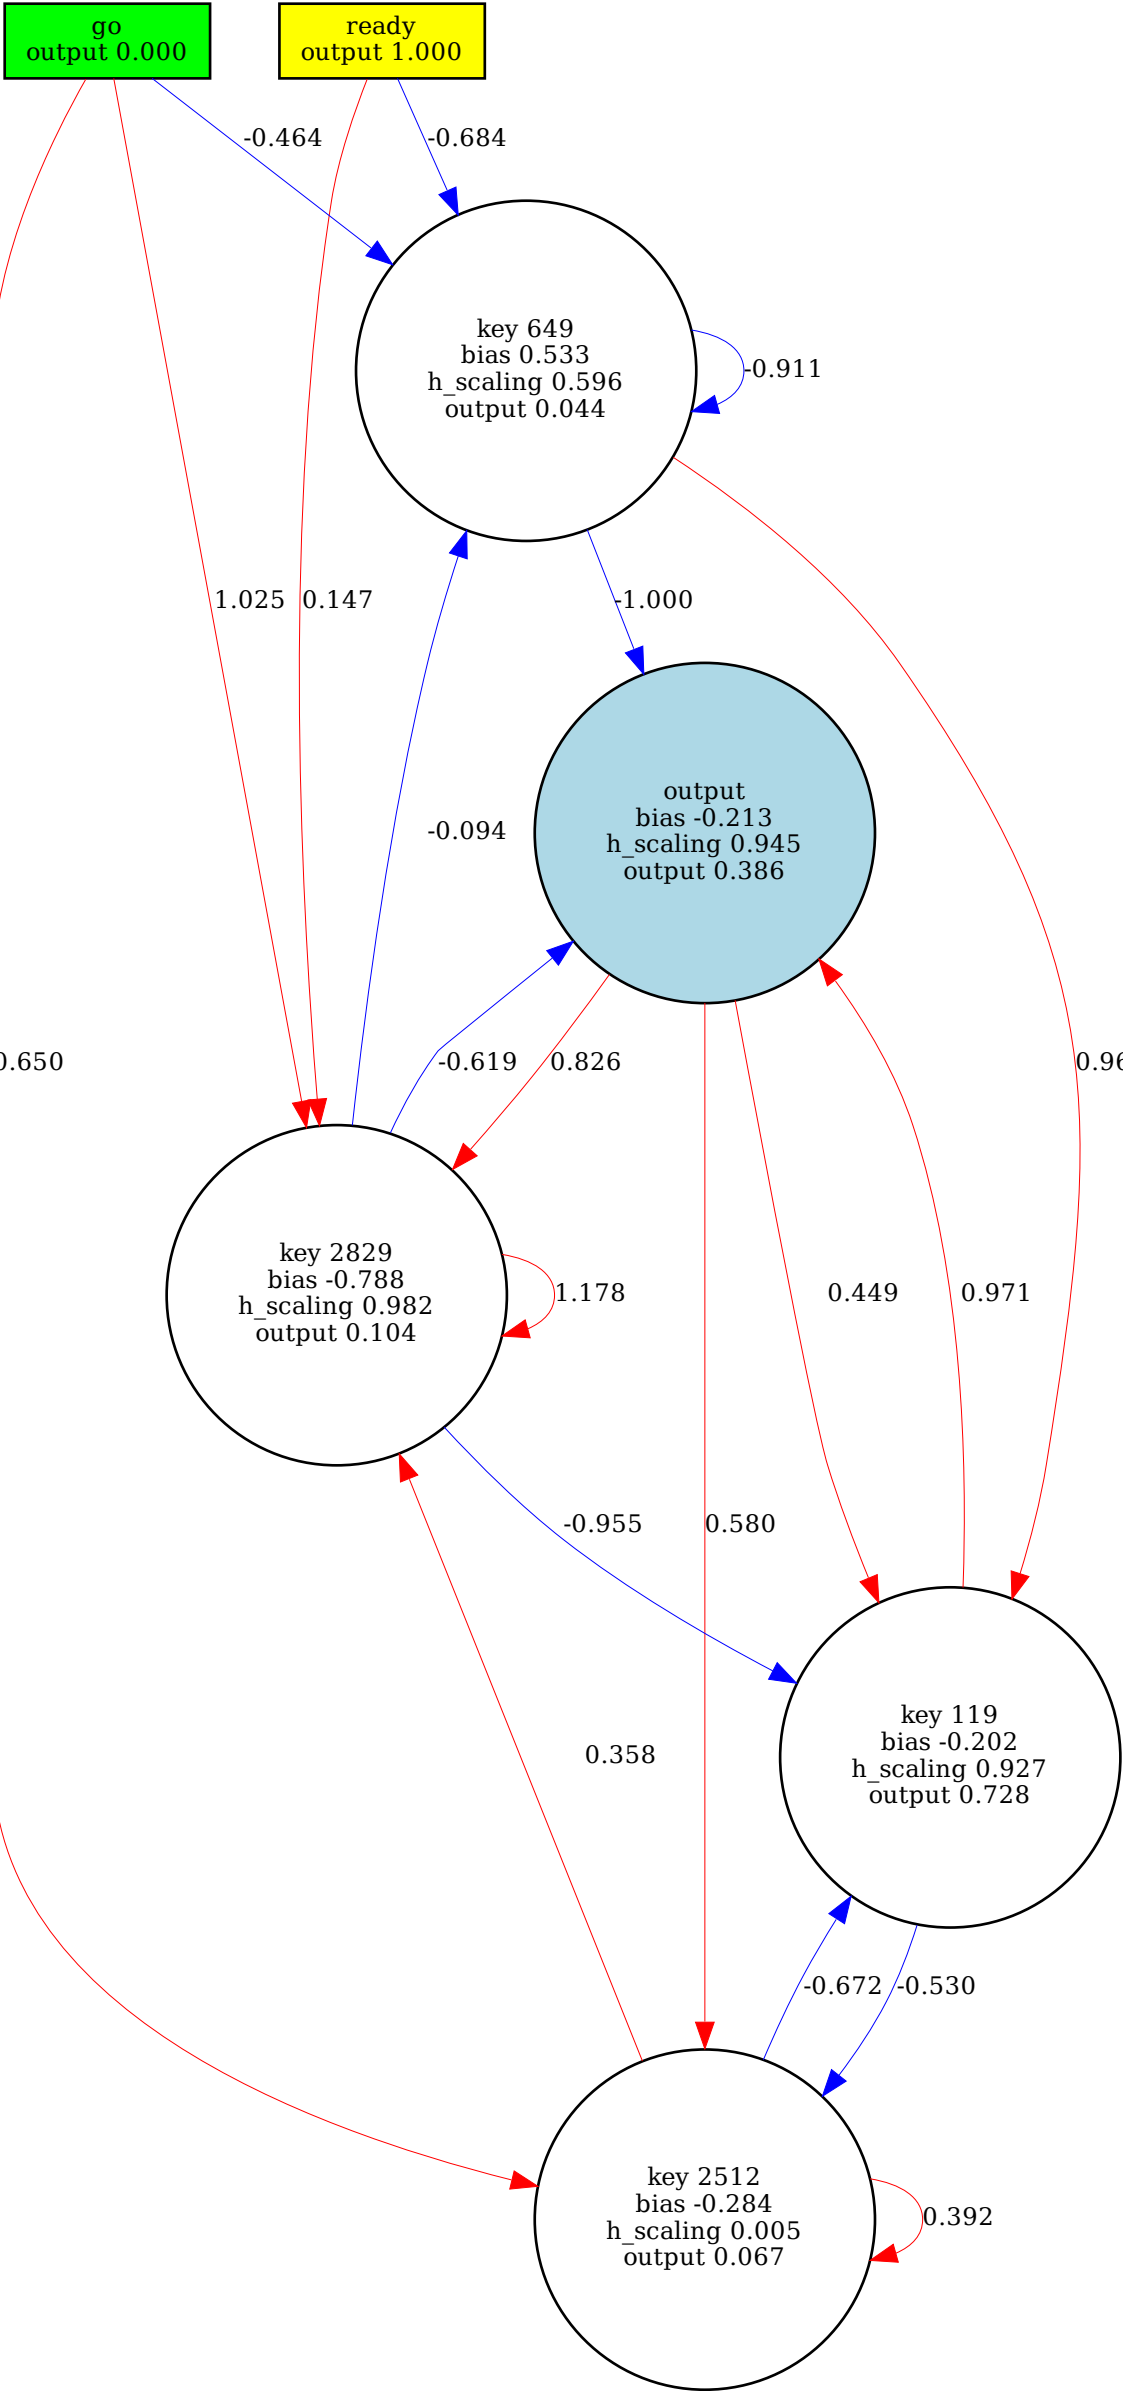 go
output 0.000
ready
output 1.000
-0.464
-0.684
key 649
bias 0.533
h_scaling 0.596
output 0.044
-0.911
1.025
0.147
-1.000
output
bias -0.213
h_scaling 0.945
output 0.386
-0.094
0.650
-0.619
0.826
0.96
key 2829
bias -0.788
h_scaling 0.982
output 0.104
1.178
0.449
0.971
-0.955
0.580
key 119
bias -0.202
h_scaling 0.927
output 0.728
0.358
-0.672
-0.530
key 2512
bias -0.284
h_scaling 0.005
output 0.067
0.392